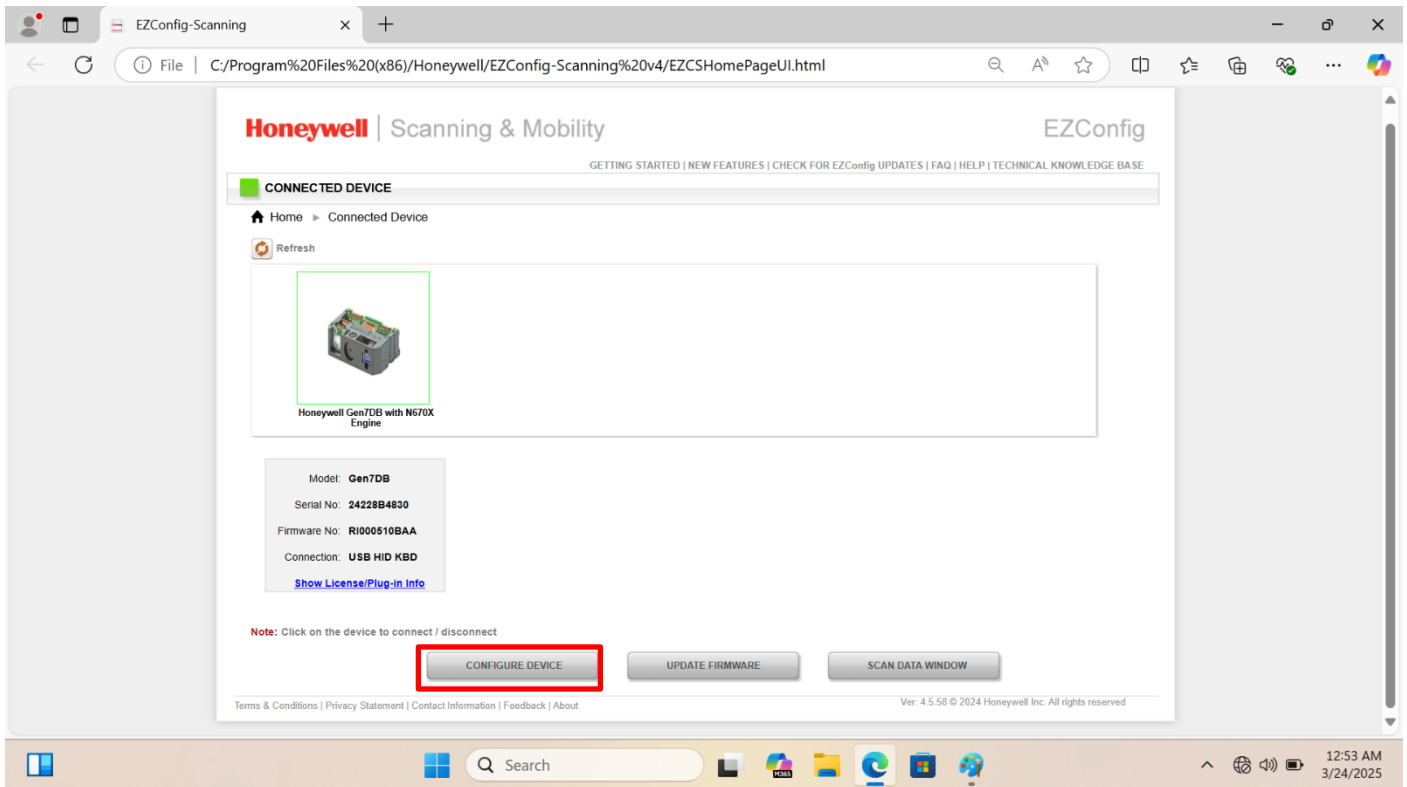 EZConfig-Scanning
File | C:/Program%20Files%20(x86)/Honeywell/EZConfig-Scanning%20v4/EZCSHomePageUI.html
Honeywell | Scanning & Mobility EZConfig
GETTING STARTED | NEW FEATURES | CHECK FOR EZConfig UPDATES | FAQ | HELP | TECHNICAL KNOWLEDGE BASE
CONNECTED DEVICE
Home ▶ Connected Device
Refresh
Honeywell Gen7DB with N670X
Engine
Model: Gen7DB
Serial No: 24228B4830
Firmware No: RI000510BAA
Connection: USB HID KBD
Show License/Plug-in Info
Note: Click on the device to connect / disconnect
CONFIGURE DEVICE UPDATE FIRMWARE SCAN DATA WINDOW
Terms & Conditions | Privacy Statement | Contact Information | Feedback | About Ver: 4.5.58 © 2024 Honeywell Inc. All rights reserved
Search M365 12:53 AM
3/24/2025